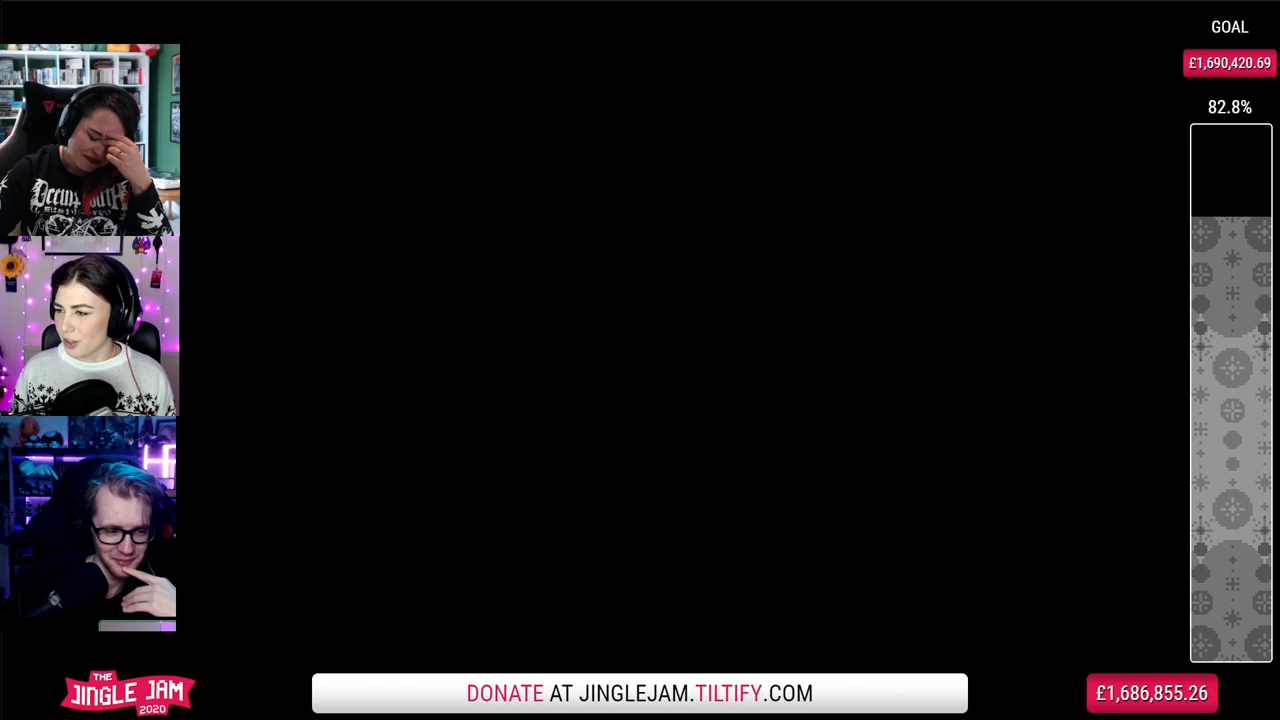 GOAL
£1,690,420.69
82.8%
THE
JINGLE JAM
2020
DONATE AT JINGLEJAM.TILTIFY.COM
£1,686,855.26